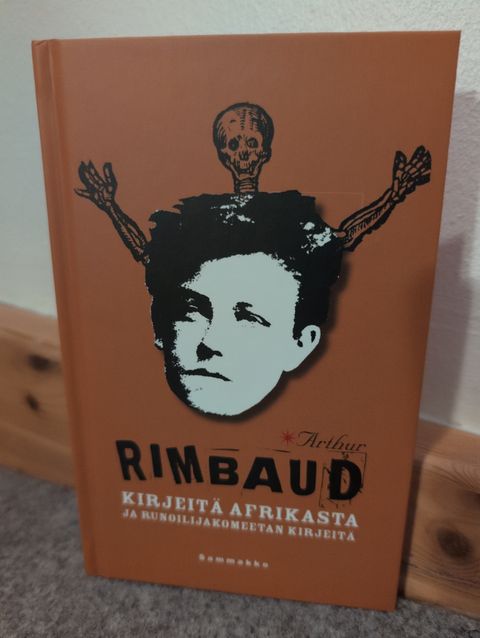 Arthur
RIMBAUD
KIRJEITÄ AFRIKASTA
JA RUNOILIJAKOMEETAN KIRJEITÄ
Sammakko